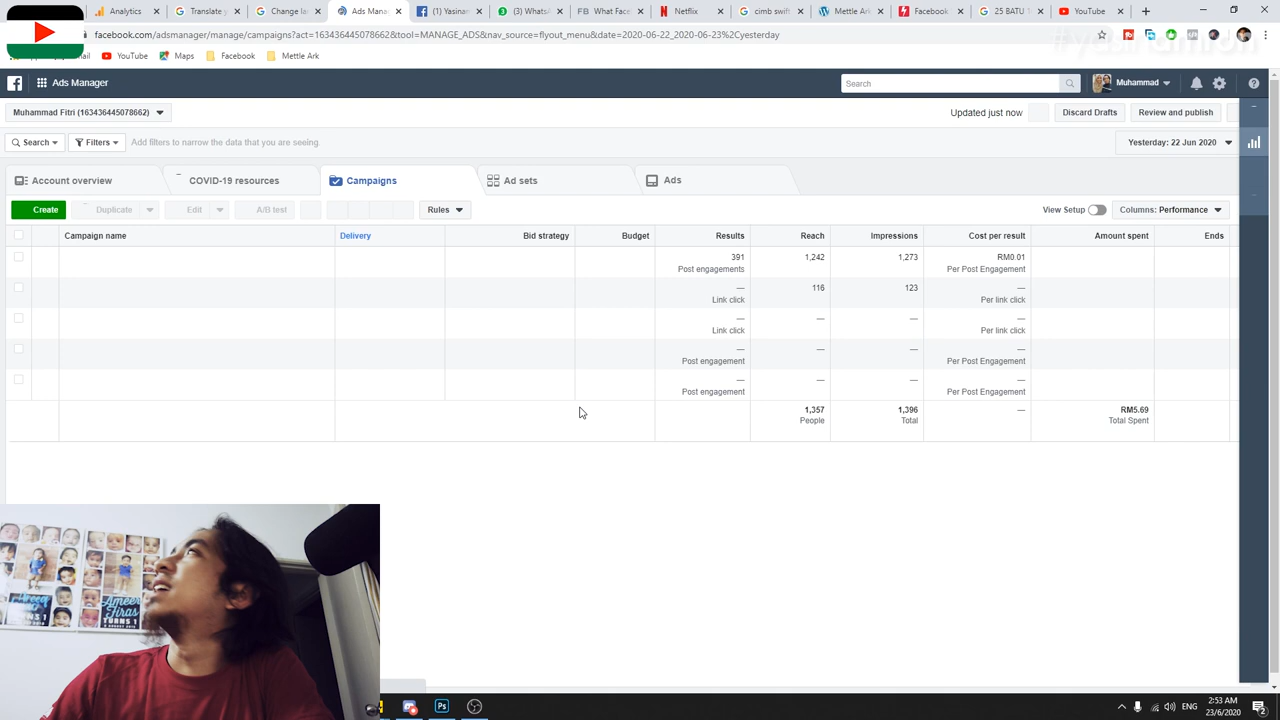 Analytics
Translate y
Change la
Ads Manag
(1) Yasinar
(3) WhatsA
What Face
Netflix
cimb swift
Mettle Ark
Facebook
25 BATU T
YouTube
facebook.com/adsmanager/manage/campaigns?act=163436445078662&tool=MANAGE_ADS&nav_source=flyout_menu&date=2020-06-22_2020-06-23%2Cyesterday
YouTube
Maps
Facebook
Mettle Ark
Ads Manager
Search
Muhammad
Muhammad Fitri (163436445078662)
Updated just now
Discard Drafts
Review and publish
Search
Filters
Add filters to narrow the data that you are seeing.
Yesterday: 22 Jun 2020
Account overview
COVID-19 resources
Campaigns
Ad sets
Ads
Create
Duplicate
Edit
A/B test
Rules
View Setup
Columns: Performance
Campaign name Delivery Bid strategy Budget Results Reach Impressions Cost per result Amount spent Ends
391 1,242 1,273 RM0.01
Post engagements Per Post Engagement
— 116 123 —
Link click Per link click
— — — —
Link click Per link click
— — — —
Post engagement Per Post Engagement
— — — —
Post engagement Per Post Engagement
1,357 1,396 — RM5.69
People Total Total Spent
AMEER
FIRAS
TURNS 1
Ps
ENG
2:53 AM
23/6/2020
2